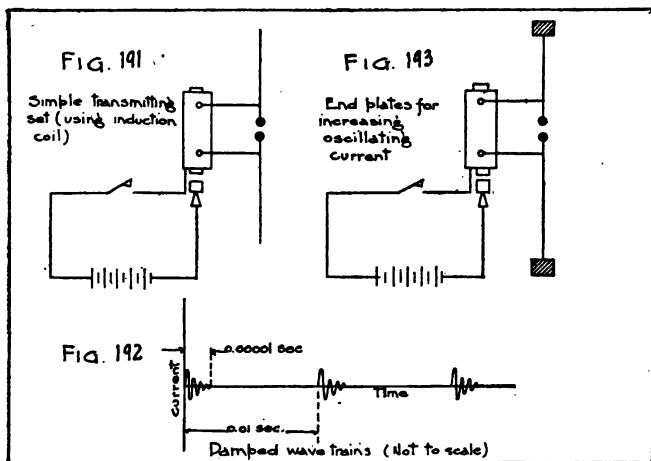 FIG. 191
Simple transmitting
set (using induction
coil)
FIG. 193
End plates for
increasing
oscillating
current
FIG. 192
0.00001 sec
current
Time
0.01 sec.
Damped wave trains (Not to scale)